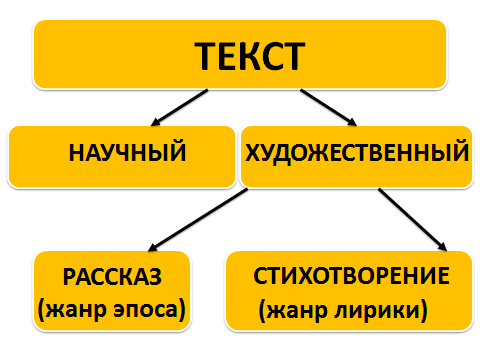 ТЕКСТ
НАУЧНЫЙ
ХУДОЖЕСТВЕННЫЙ
РАССКАЗ
(жанр эпоса)
СТИХОТВОРЕНИЕ
(жанр лирики)